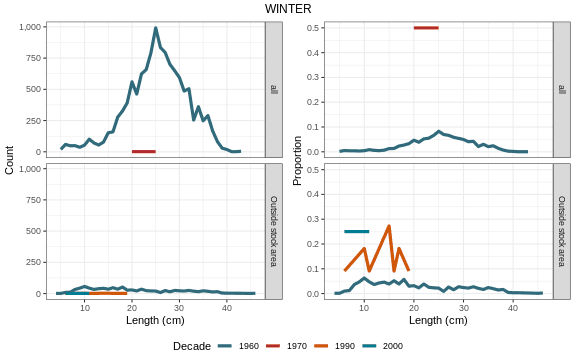 WINTER
1,000
750
500
250
0
all
0.5
0.4
0.3
0.2
0.1
0.0
all
Count
Proportion
1,000
750
500
250
0
Outside stock area
0.5
0.4
0.3
0.2
0.1
0.0
Outside stock area
10 20 30 40
10 20 30 40
Length (cm)
Length (cm)
Decade 1960 1970 1990 2000